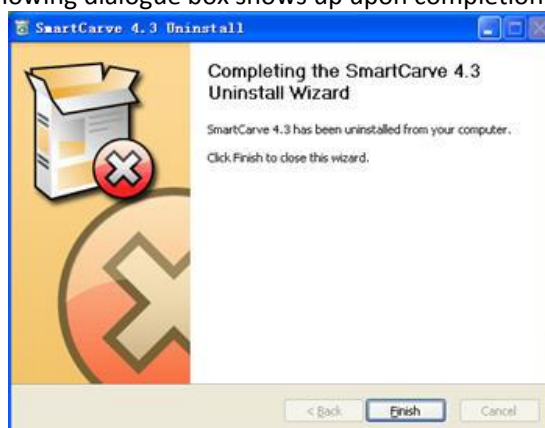 lowing dialogue box shows up upon completion
SmartCarve 4.3 Uninstall
Completing the SmartCarve 4.3
Uninstall Wizard
SmartCarve 4.3 has been uninstalled from your computer.
Click Finish to close this wizard.
< Back Finish Cancel